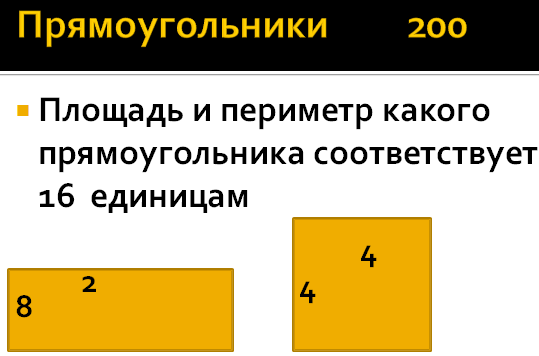 Прямоугольники 200
Площадь и периметр какого
прямоугольника соответствует
16 единицам
2
8
4
4